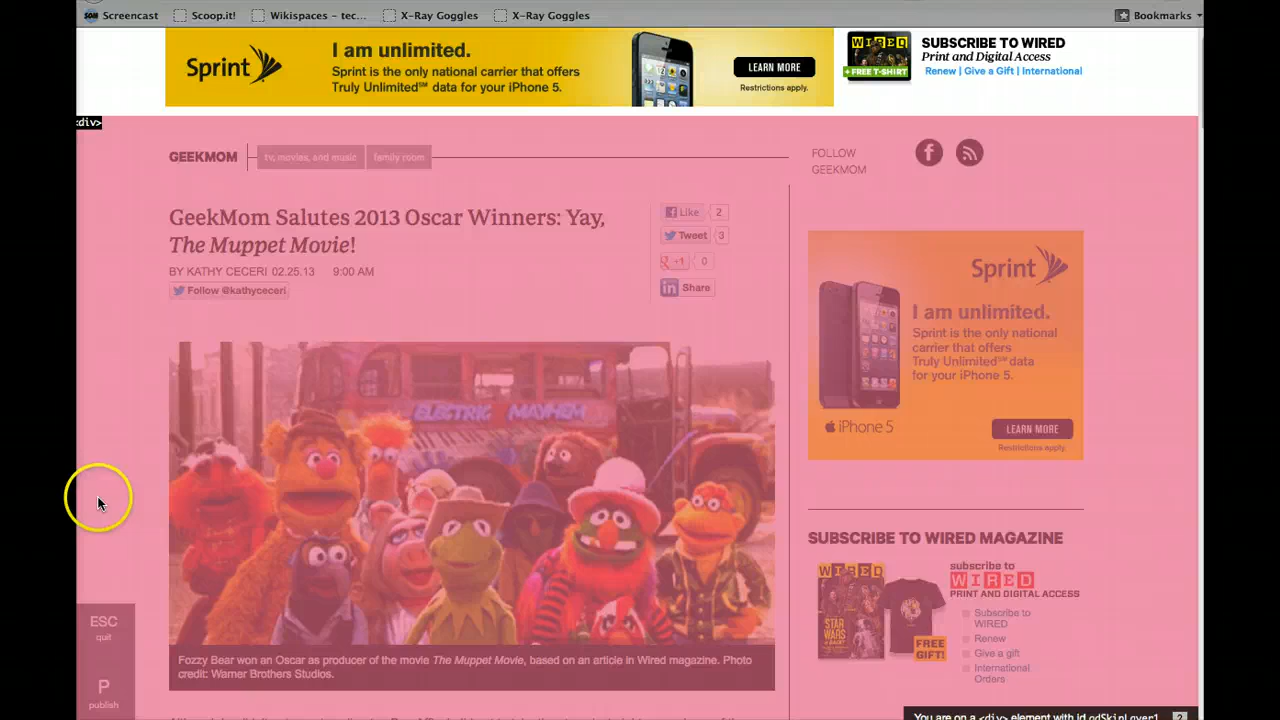 Screencast
Scoop.it!
Wikispaces – tec...
X-Ray Goggles
X-Ray Goggles
Bookmarks
Sprint
I am unlimited.
Sprint is the only national carrier that offers
Truly Unlimited℠ data for your iPhone 5.
LEARN MORE
Restrictions apply.
WIRED
+ FREE T-SHIRT
SUBSCRIBE TO WIRED
Print and Digital Access
Renew | Give a Gift | International
<div>
GEEKMOM
tv, movies, and music
family room
FOLLOW
GEEKMOM
GeekMom Salutes 2013 Oscar Winners: Yay,
The Muppet Movie!
BY KATHY CECERI 02.25.13 9:00 AM
Follow @kathyceceri
Like 2
Tweet 3
+1 0
Share
Sprint
I am unlimited.
Sprint is the only national
carrier that offers
Truly Unlimited℠ data
for your iPhone 5.
iPhone 5
LEARN MORE
Restrictions apply.
ELECTRIC MAYHEM
Fozzy Bear won an Oscar as producer of the movie The Muppet Movie, based on an article in Wired magazine. Photo
credit: Warner Brothers Studios.
SUBSCRIBE TO WIRED MAGAZINE
WIRED
STAR
WARS
FREE
GIFT!
subscribe to
WIRED
PRINT AND DIGITAL ACCESS
Subscribe to
WIRED
Renew
Give a gift
International
Orders
ESC
quit
P
publish
You are on a <div> element with id adSkinLover1